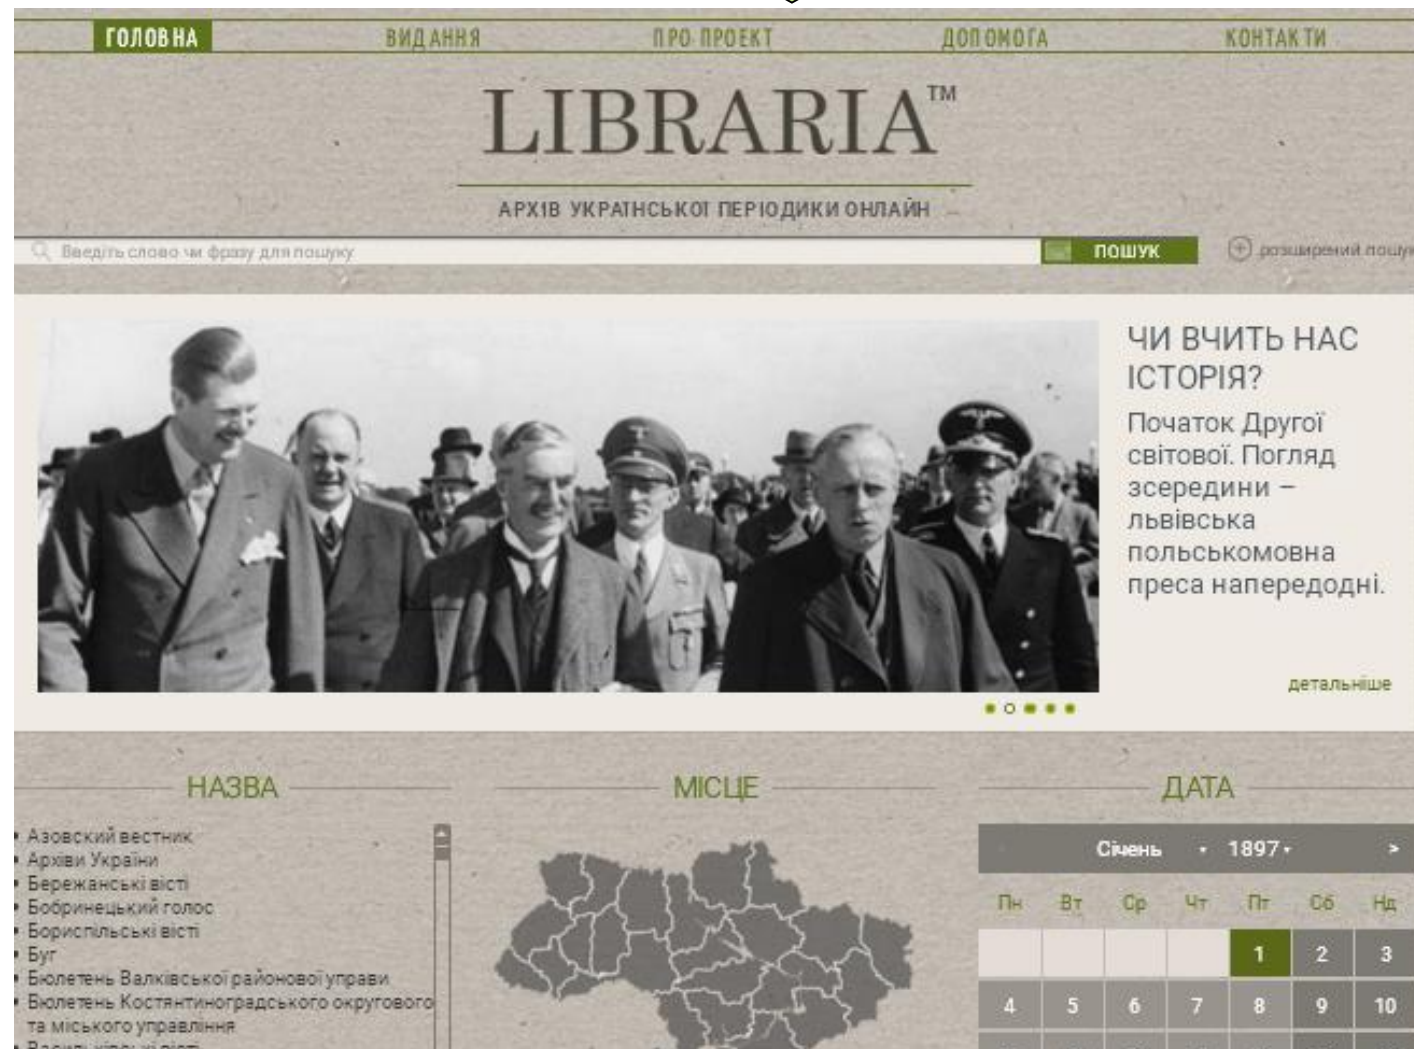 ГОЛОВНА ВИДАННЯ ПРО ПРОЕКТ ДОПОМОГА КОНТАКТИ
LIBRARIA™
АРХІВ УКРАЇНСЬКОЇ ПЕРІОДИКИ ОНЛАЙН
Введіть слово чи фразу для пошуку ПОШУК розширений пошук
ЧИ ВЧИТЬ НАС
ІСТОРІЯ?
Початок Другої
світової. Погляд
зсередини –
львівська
польськомовна
преса напередодні.
детальніше
НАЗВА
Азовский вестник
Архіви України
Бережанські вісті
Бобринецький голос
Бориспільські вісті
Буг
Бюлетень Валківської районової управи
Бюлетень Костянтиноградського окружового
та міського управління
МІСЦЕ
ДАТА
Січень 1897 >
Пн Вт Ср Чт Пт Сб Нд
1 2 3
4 5 6 7 8 9 10